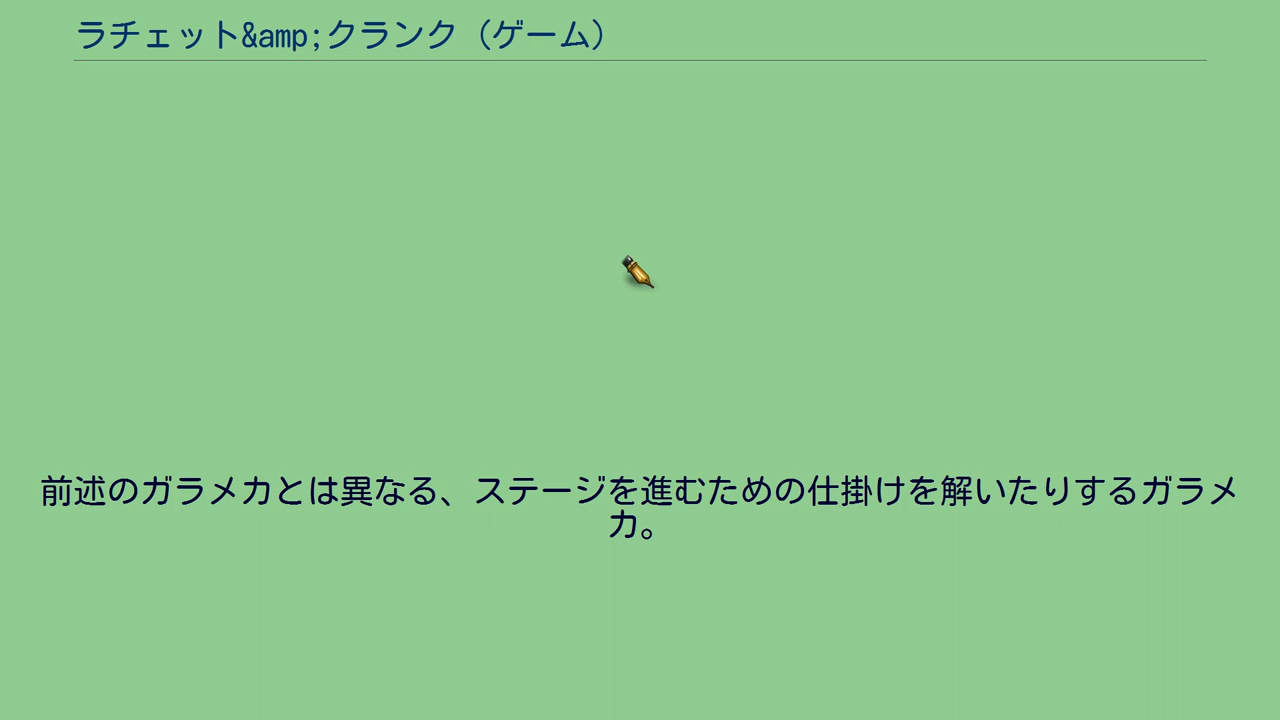 ラチェット&amp;クランク（ゲーム）
前述のガラメカとは異なる、ステージを進むための仕掛けを解いたりするガラメ
カ。